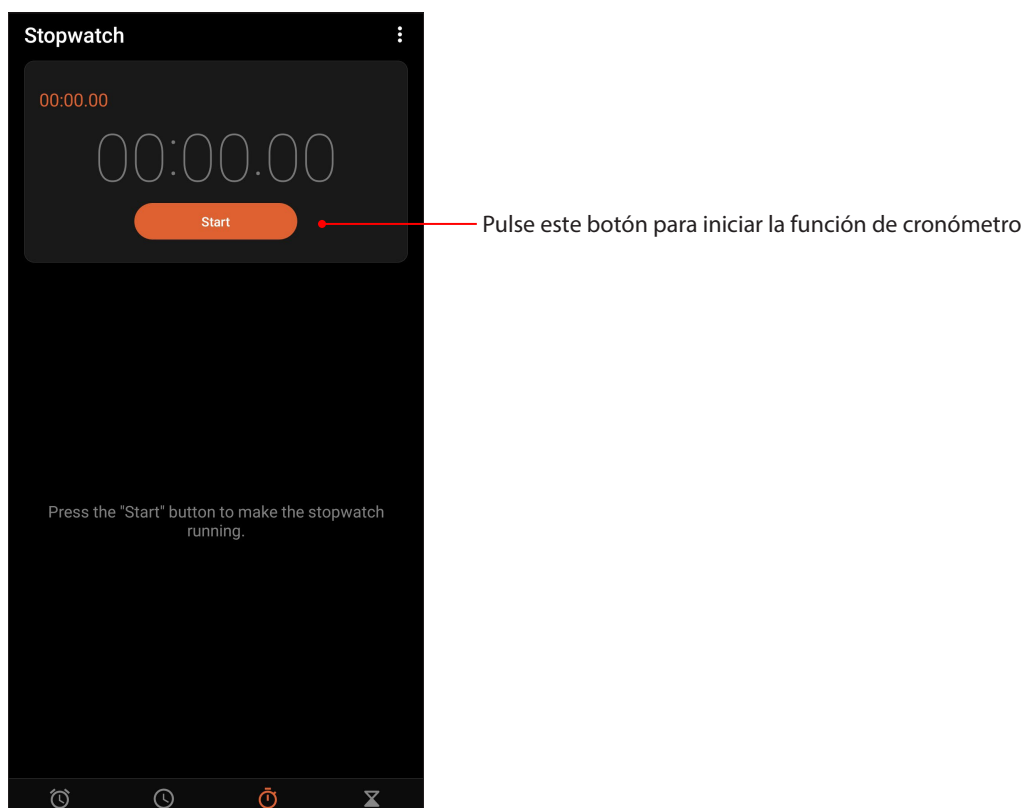 Stopwatch
00:00.00
00:00.00
Start
Pulse este botón para iniciar la función de cronómetro
Press the "Start" button to make the stopwatch
running.